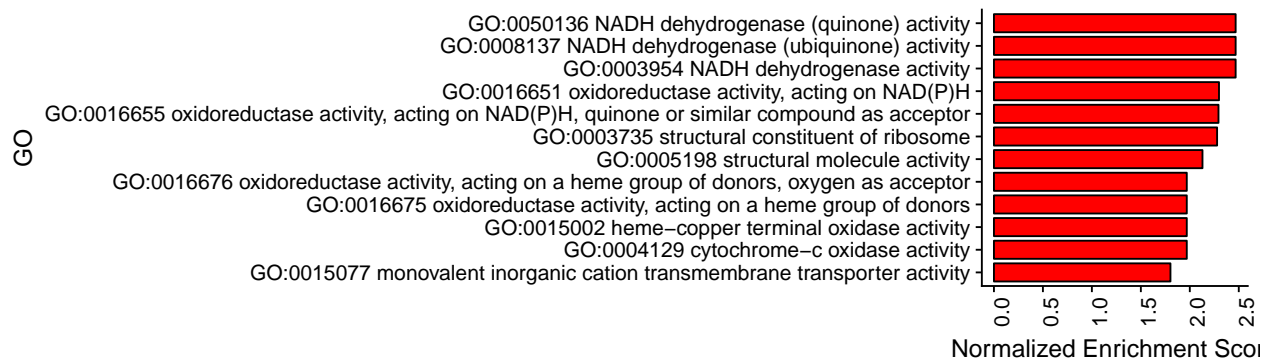 GO:0050136 NADH dehydrogenase (quinone) activity
GO:0008137 NADH dehydrogenase (ubiquinone) activity
GO:0003954 NADH dehydrogenase activity
GO:0016651 oxidoreductase activity, acting on NAD(P)H
GO:0016655 oxidoreductase activity, acting on NAD(P)H, quinone or similar compound as acceptor
GO:0003735 structural constituent of ribosome
GO:0005198 structural molecule activity
GO:0016676 oxidoreductase activity, acting on a heme group of donors, oxygen as acceptor
GO:0016675 oxidoreductase activity, acting on a heme group of donors
GO:0015002 heme−copper terminal oxidase activity
GO:0004129 cytochrome−c oxidase activity
GO:0015077 monovalent inorganic cation transmembrane transporter activity
GO
0.0 0.5 1.0 1.5 2.0 2.5
Normalized Enrichment Scor